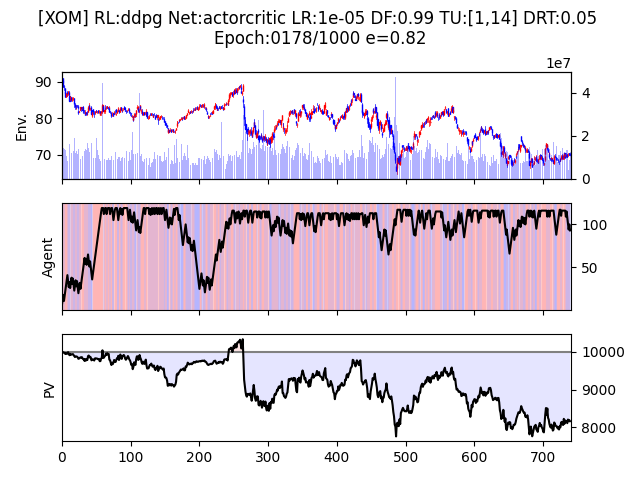 [XOM] RL:ddpg Net:actorcritic LR:1e-05 DF:0.99 TU:[1,14] DRT:0.05
Epoch:0178/1000 e=0.82
1e7
90
80
70
Env.
4
2
0
Agent
100
50
PV
10000
9000
8000
0 100 200 300 400 500 600 700